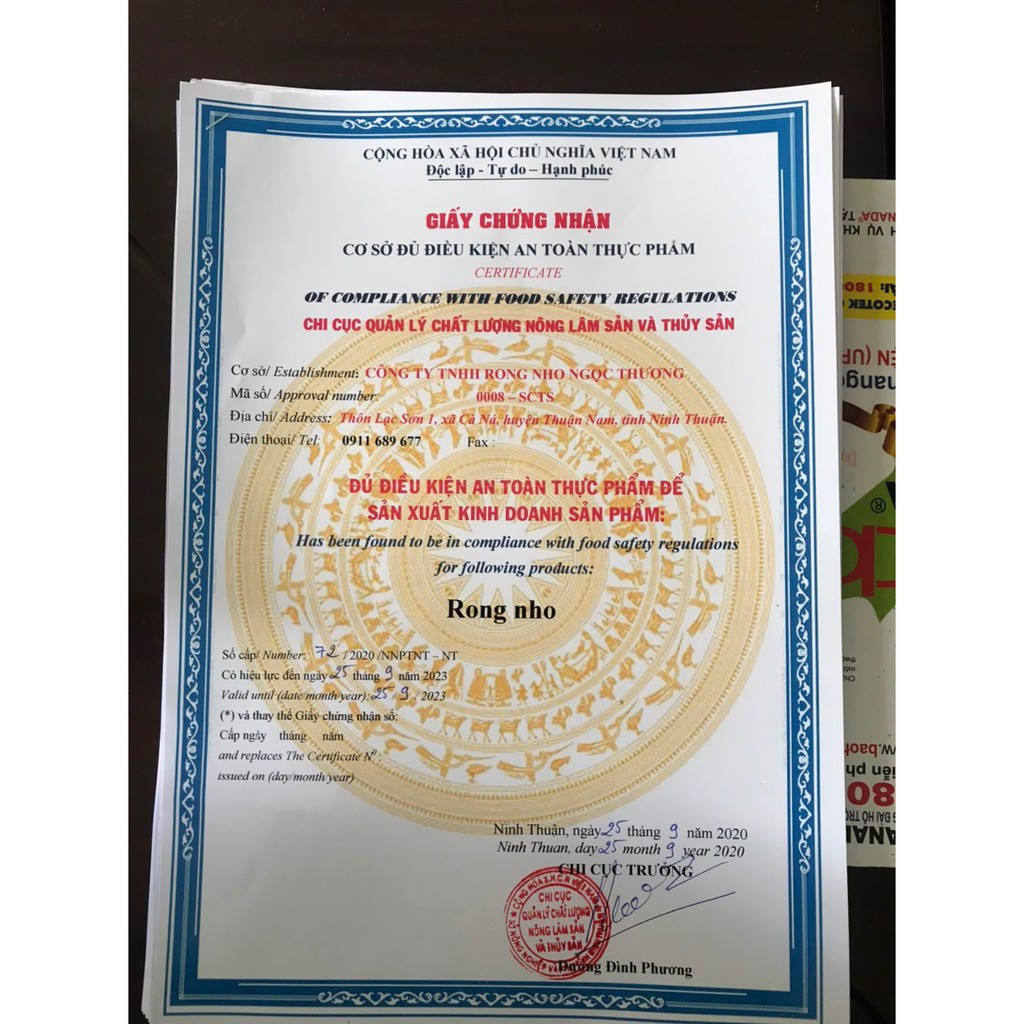 CỘNG HÒA XÃ HỘI CHỦ NGHĨA VIỆT NAM
Độc lập - Tự do – Hạnh phúc
GIẤY CHỨNG NHẬN
CƠ SỞ ĐỦ ĐIỀU KIỆN AN TOÀN THỰC PHẨM
CERTIFICATE
OF COMPLIANCE WITH FOOD SAFETY REGULATIONS
CHI CỤC QUẢN LÝ CHẤT LƯỢNG NÔNG LÂM SẢN VÀ THỦY SẢN
Cơ sở/ Establishment: CÔNG TY TNHH RONG NHO NGỌC THƯƠNG
Mã số/ Approval number: 0008 – SCTS
Địa chỉ/ Address: Thôn Lạc Sơn 1, xã Cà Ná, huyện Thuận Nam, tỉnh Ninh Thuận.
Điện thoại/ Tel: 0911 689 677 Fax :
ĐỦ ĐIỀU KIỆN AN TOÀN THỰC PHẨM ĐỂ
SẢN XUẤT KINH DOANH SẢN PHẨM:
Has been found to be in compliance with food safety regulations
for following products:
Rong nho
Số cấp/ Number: 72 / 2020 /NNPTNT – NT
Có hiệu lực đến ngày 25 tháng 9 năm 2023
Valid until (date/month/year): 25 / 9 / 2023
(*) và thay thế Giấy chứng nhận số:
Cấp ngày tháng năm
and replaces The Certificate Nº :
issued on (day/month/year)
Ninh Thuận, ngày 25 tháng 9 năm 2020
Ninh Thuan, day 25 month 9 year 2020
CHI CỤC TRƯỞNG
CHI CỤC
QUẢN LÝ CHẤT LƯỢNG
NÔNG LÂM SẢN
VÀ THỦY SẢN
Dương Đình Phương